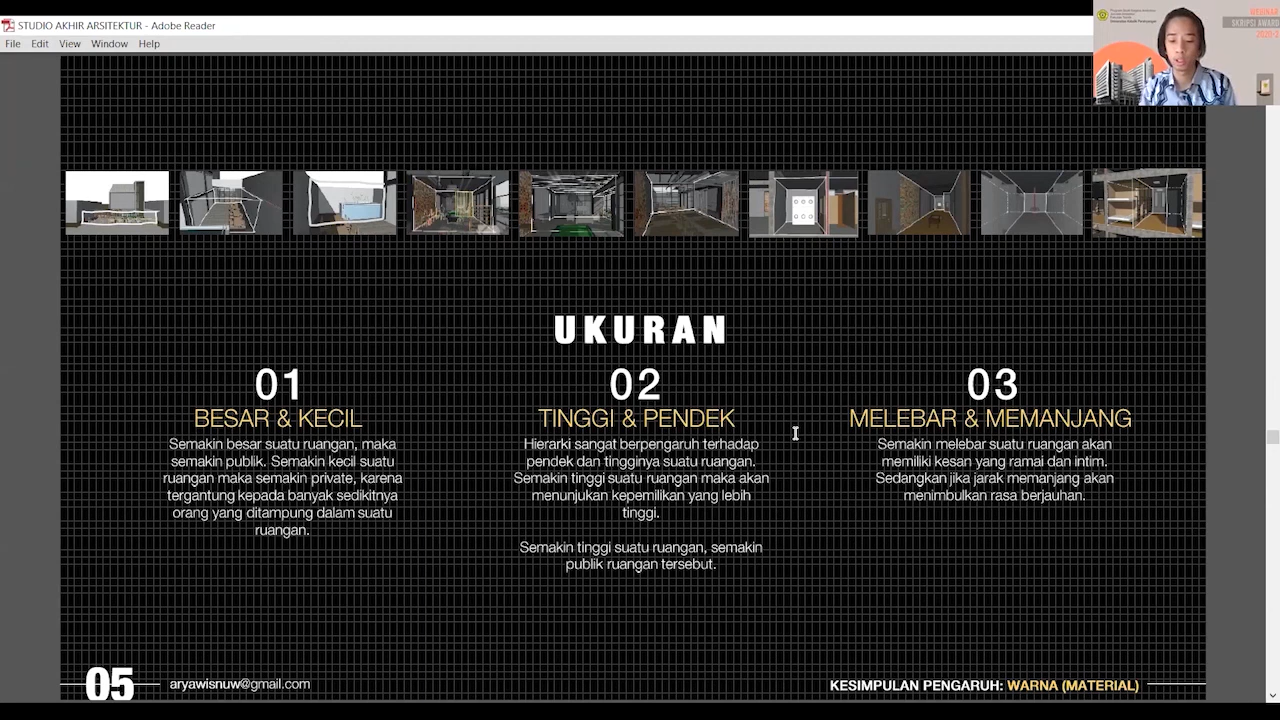 STUDIO AKHIR ARSITEKTUR - Adobe Reader
File Edit View Window Help
WEBINAR
SKRIPSI AWARD
UKURAN
01
BESAR & KECIL
Semakin besar suatu ruangan, maka
semakin publik. Semakin kecil suatu
ruangan maka semakin private, karena
tergantung kepada banyak sedikitnya
orang yang ditampung dalam suatu
ruangan.
02
TINGGI & PENDEK
Hierarki sangat berpengaruh terhadap
pendek dan tingginya suatu ruangan.
Semakin tinggi suatu ruangan maka akan
menunjukan kepemilikan yang lebih
tinggi.
Semakin tinggi suatu ruangan, semakin
publik ruangan tersebut.
03
MELEBAR & MEMANJANG
Semakin melebar suatu ruangan akan
memiliki kesan yang ramai dan intim.
Sedangkan jika jarak memanjang akan
menimbulkan rasa berjauhan.
05
aryawisnuw@gmail.com
KESIMPULAN PENGARUH: WARNA (MATERIAL)